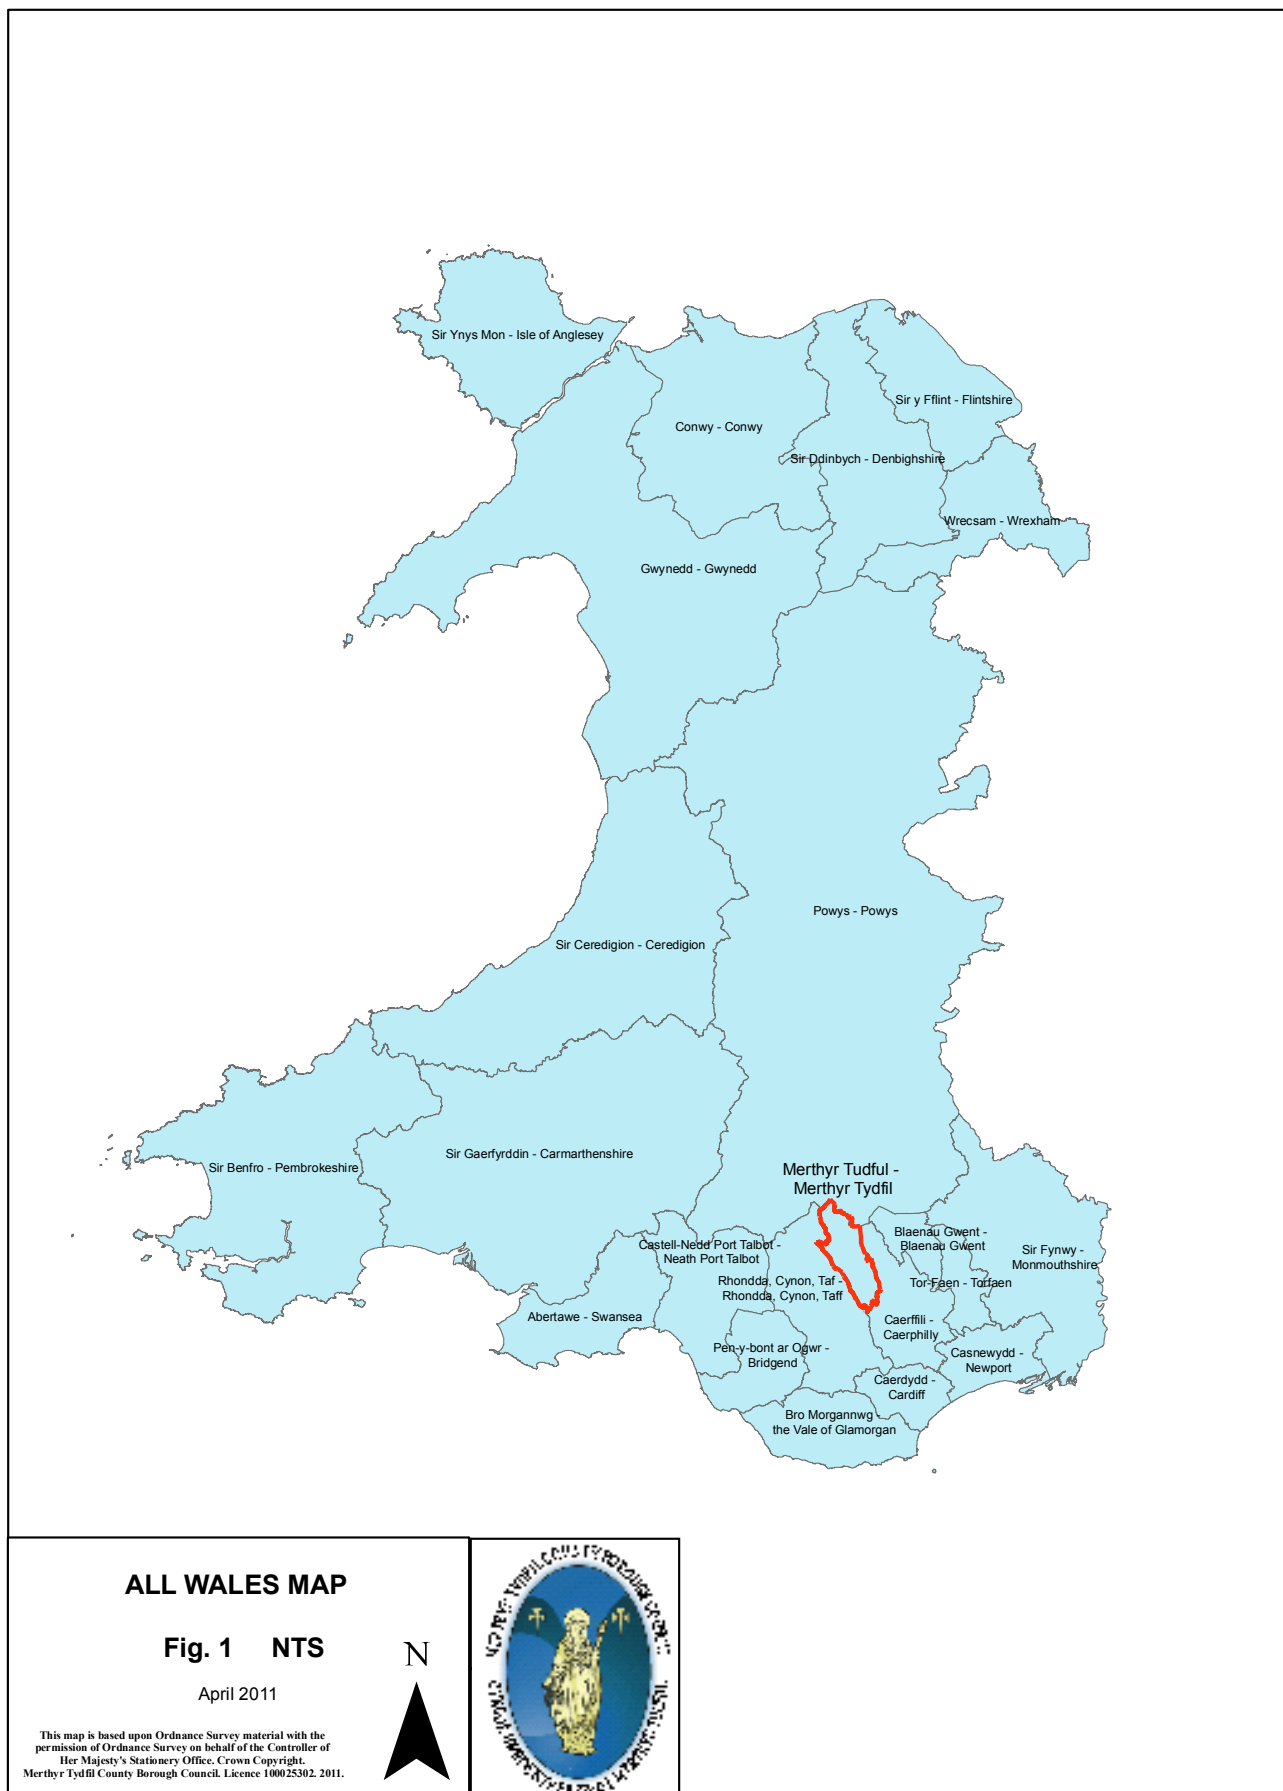 Sir Ynys Mon - Isle of Anglesey
Sir y Fflint - Flintshire
Conwy - Conwy
Sir Ddinbych - Denbighshire
Wrecsam - Wrexham
Gwynedd - Gwynedd
Powys - Powys
Sir Ceredigion - Ceredigion
Sir Gaerfyrddin - Carmarthenshire
Sir Benfro - Pembrokeshire
Merthyr Tudful -
Merthyr Tydfil
Blaenau Gwent -
Blaenau Gwent
Castell-Nedd Port Talbot -
Neath Port Talbot
Sir Fynwy -
Monmouthshire
Rhondda, Cynon, Taf -
Rhondda, Cynon, Taff
Tor-Faen - Torfaen
Abertawe - Swansea
Caerffili -
Caerphilly
Pen-y-bont ar Ogwr -
Bridgend
Casnewydd -
Newport
Caerdydd -
Cardiff
Bro Morgannwg -
the Vale of Glamorgan
ALL WALES MAP
Fig. 1 NTS
April 2011
N
This map is based upon Ordnance Survey material with the
permission of Ordnance Survey on behalf of the Controller of
Her Majesty's Stationery Office. Crown Copyright.
Merthyr Tydfil County Borough Council. Licence 100025302. 2011.
MERTHYR TYDFIL COUNTY BOROUGH COUNCIL